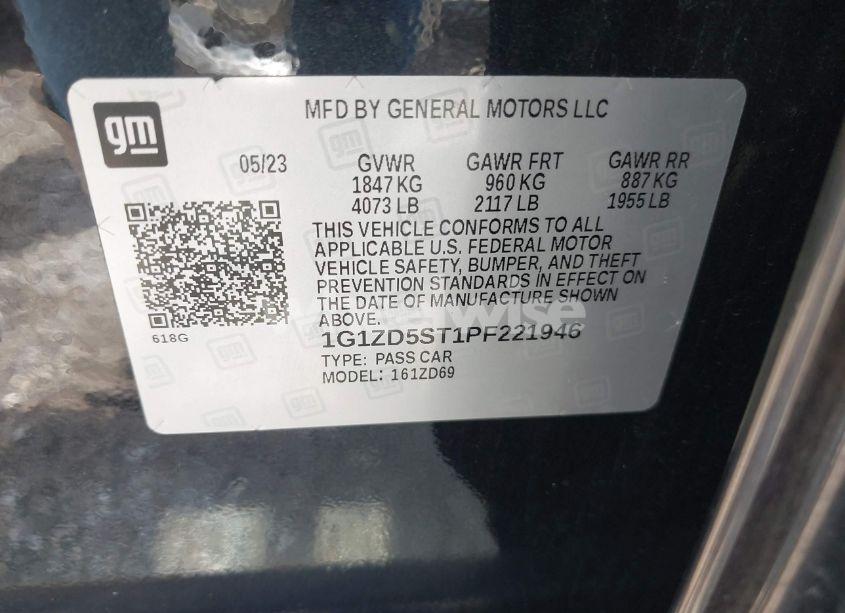 gm
MFD BY GENERAL MOTORS LLC
05/23 GVWR GAWR FRT GAWR RR
1847 KG 960 KG 887 KG
4073 LB 2117 LB 1955 LB
THIS VEHICLE CONFORMS TO ALL
APPLICABLE U.S. FEDERAL MOTOR
VEHICLE SAFETY, BUMPER, AND THEFT
PREVENTION STANDARDS IN EFFECT ON
THE DATE OF MANUFACTURE SHOWN
ABOVE.
wise
618G
1G1ZD5ST1PF221946
TYPE: PASS CAR
MODEL: 161ZD69